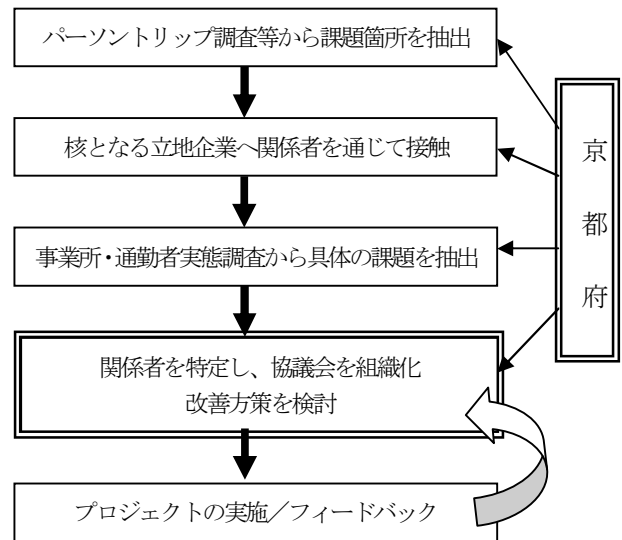 パーソントリップ調査等から課題箇所を抽出
核となる立地企業へ関係者を通じて接触
事業所・通勤者実態調査から具体の課題を抽出
関係者を特定し、協議会を組織化
改善方策を検討
プロジェクトの実施／フィードバック
京都府